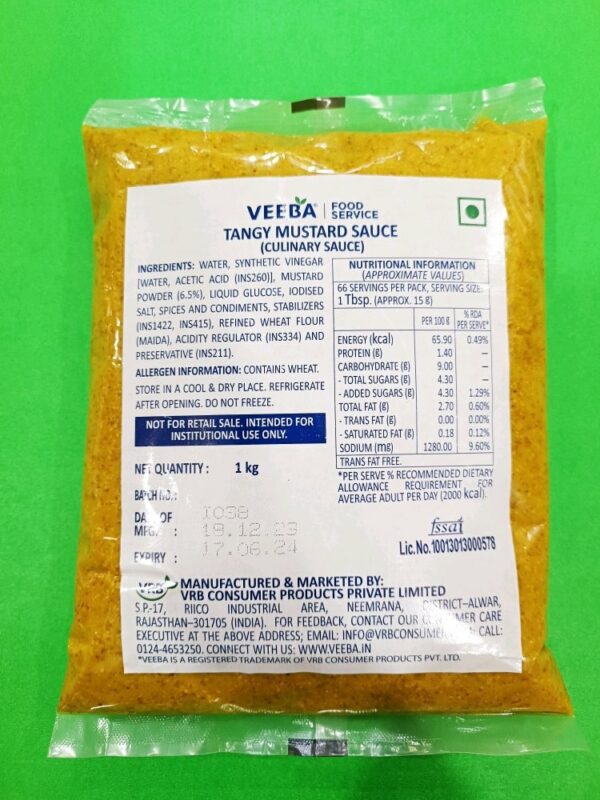 VEEBA FOOD SERVICE
TANGY MUSTARD SAUCE
(CULINARY SAUCE)
INGREDIENTS: WATER, SYNTHETIC VINEGAR
[WATER, ACETIC ACID (INS260)], MUSTARD
POWDER (6.5%), LIQUID GLUCOSE, IODISED
SALT, SPICES AND CONDIMENTS, STABILIZERS
(INS1422, INS415), REFINED WHEAT FLOUR
(MAIDA), ACIDITY REGULATOR (INS334) AND
PRESERVATIVE (INS211).
ALLERGEN INFORMATION: CONTAINS WHEAT.
STORE IN A COOL & DRY PLACE. REFRIGERATE
AFTER OPENING. DO NOT FREEZE.
NOT FOR RETAIL SALE. INTENDED FOR
INSTITUTIONAL USE ONLY.
NET QUANTITY : 1 kg
BATCH NO.:
DATE OF
MFG. :
EXPIRY :
IOSB
19.12.23
17.06.24
NUTRITIONAL INFORMATION
(APPROXIMATE VALUES)
66 SERVINGS PER PACK, SERVING SIZE:
1 Tbsp. (APPROX. 15 g)
PER 100 g % RDA PER SERVE*
ENERGY (kcal) 65.90 0.49%
PROTEIN (g) 1.40 –
CARBOHYDRATE (g) 9.00 –
- TOTAL SUGARS (g) 4.30 –
- ADDED SUGARS (g) 4.30 1.29%
TOTAL FAT (g) 2.70 0.60%
- TRANS FAT (g) 0.00 0.00%
- SATURATED FAT (g) 0.18 0.12%
SODIUM (mg) 1280.00 9.60%
TRANS FAT FREE.
*PER SERVE % RECOMMENDED DIETARY
ALLOWANCE REQUIREMENT FOR
AVERAGE ADULT PER DAY (2000 kcal).
fssai
Lic. No. 10013013000578
VRB
MANUFACTURED & MARKETED BY:
VRB CONSUMER PRODUCTS PRIVATE LIMITED
S.P.-17, RIICO INDUSTRIAL AREA, NEEMRANA, DISTRICT–ALWAR,
RAJASTHAN–301705 (INDIA). FOR FEEDBACK, CONTACT OUR CUSTOMER CARE
EXECUTIVE AT THE ABOVE ADDRESS; EMAIL: INFO@VRBCONSUMER CALL:
0124-4653250. CONNECT WITH US: WWW.VEEBA.IN
*VEEBA IS A REGISTERED TRADEMARK OF VRB CONSUMER PRODUCTS PVT. LTD.